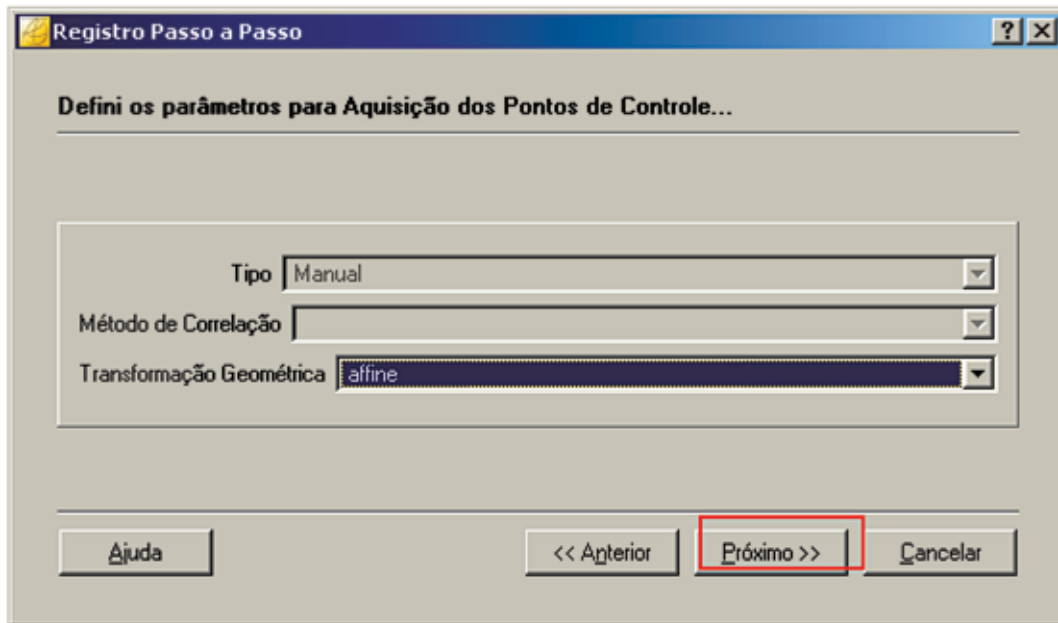 Registro Passo a Passo
Defini os parâmetros para Aquisição dos Pontos de Controle...
Tipo Manual
Método de Correlação
Transformação Geométrica affine
Ajuda << Anterior Próximo >> Cancelar